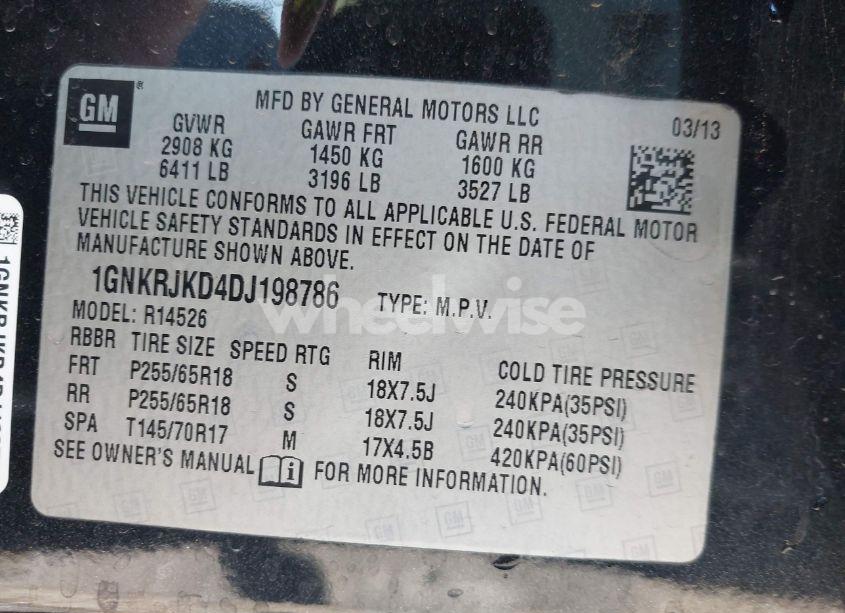 GM
®
MFD BY GENERAL MOTORS LLC
03/13
GVWR GAWR FRT GAWR RR
2908 KG 1450 KG 1600 KG
6411 LB 3196 LB 3527 LB
THIS VEHICLE CONFORMS TO ALL APPLICABLE U.S. FEDERAL MOTOR
VEHICLE SAFETY STANDARDS IN EFFECT ON THE DATE OF
MANUFACTURE SHOWN ABOVE.
1GNKRJKD4DJ198786 TYPE: M.P.V.
wheelwise
MODEL: R14526
RBBR TIRE SIZE SPEED RTG RIM COLD TIRE PRESSURE
FRT P255/65R18 S 18X7.5J 240KPA(35PSI)
RR P255/65R18 S 18X7.5J 240KPA(35PSI)
SPA T145/70R17 M 17X4.5B 420KPA(60PSI)
SEE OWNER'S MANUAL i FOR MORE INFORMATION.